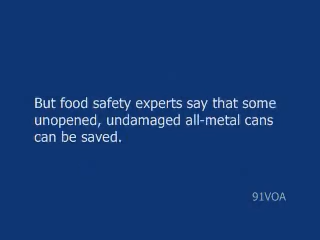 But food safety experts say that some
unopened, undamaged all-metal cans
can be saved.
91VOA